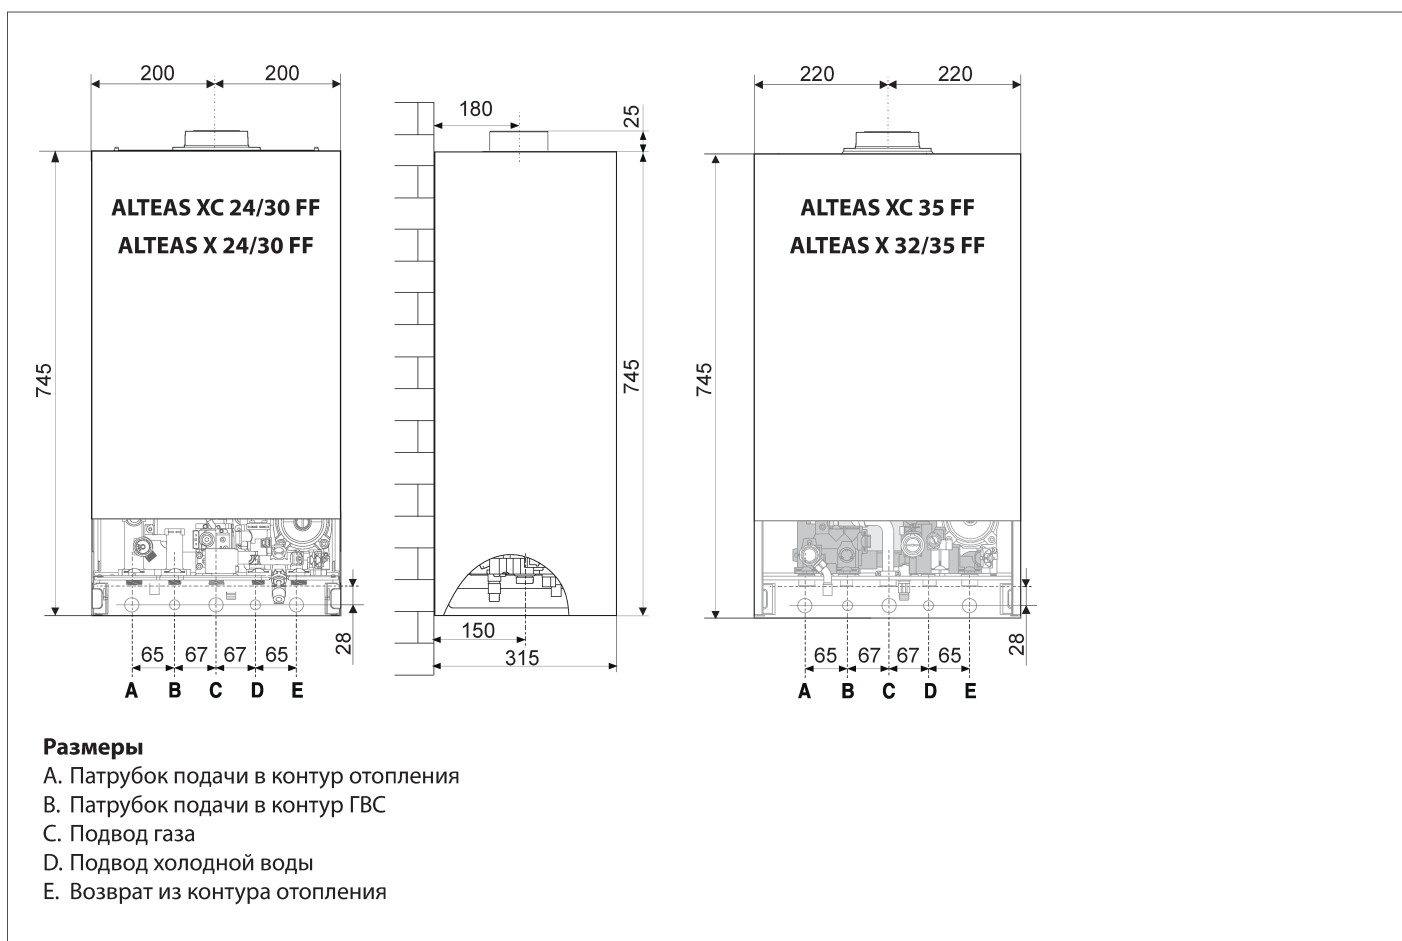 200 200
180
25
220 220
ALTEAS XC 24/30 FF
ALTEAS X 24/30 FF
ALTEAS XC 35 FF
ALTEAS X 32/35 FF
745
745
745
28
28
65 67 67 65
A B C D E
150
315
65 67 67 65
A B C D E
Размеры
A. Патрубок подачи в контур отопления
B. Патрубок подачи в контур ГВС
C. Подвод газа
D. Подвод холодной воды
E. Возврат из контура отопления